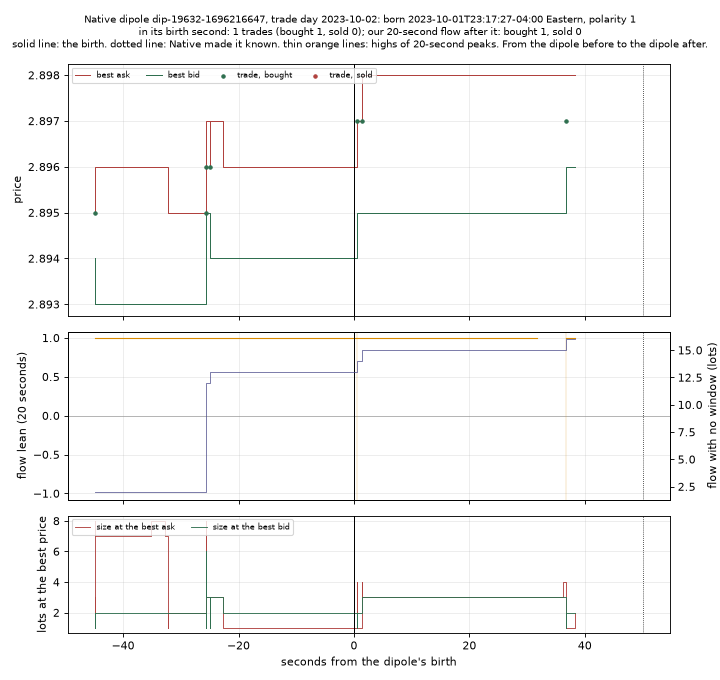 Native dipole dip-19632-1696216647, trade day 2023-10-02: born 2023-10-01T23:17:27-04:00 Eastern, polarity 1
in its birth second: 1 trades (bought 1, sold 0); our 20-second flow after it: bought 1, sold 0
solid line: the birth. dotted line: Native made it known. thin orange lines: highs of 20-second peaks. From the dipole before to the dipole after.
best ask best bid trade, bought trade, sold
2.898
2.897
2.896
2.895
2.894
2.893
price
1.0
0.5
0.0
−0.5
−1.0
flow lean (20 seconds)
15.0
12.5
10.0
7.5
5.0
2.5
flow with no window (lots)
size at the best ask size at the best bid
8
6
4
2
lots at the best price
−40 −20 0 20 40
seconds from the dipole's birth